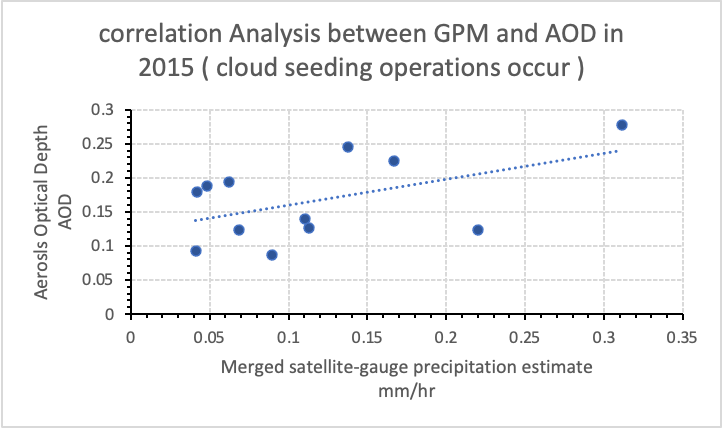 correlation Analysis between GPM and AOD in
2015 ( cloud seeding operations occur )
0.3
0.25
0.2
0.15
0.1
0.05
0
Aerosls Optical Depth
AOD
0
0.05
0.1
0.15
0.2
0.25
0.3
0.35
Merged satellite-gauge precipitation estimate
mm/hr